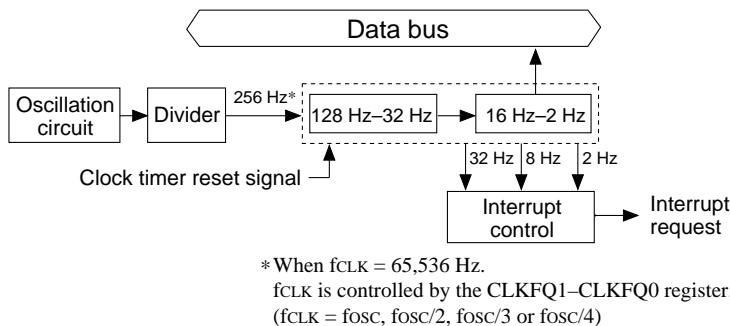 Data bus
Oscillation
circuit
Divider
256 Hz*
128 Hz–32 Hz
16 Hz–2 Hz
Clock timer reset signal
32 Hz
8 Hz
2 Hz
Interrupt
control
Interrupt
request
* When fCLK = 65,536 Hz.
fCLK is controlled by the CLKFQ1–CLKFQ0 register.
(fCLK = fOSC, fOSC/2, fOSC/3 or fOSC/4)